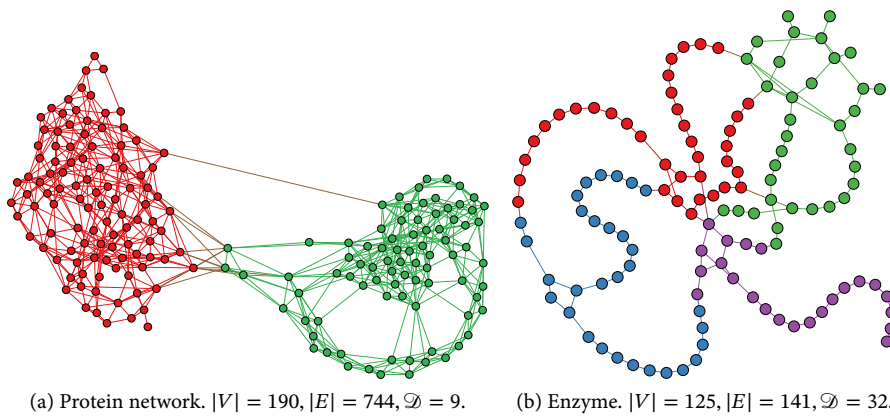 (a) Protein network. |V| = 190, |E| = 744, 𝒟 = 9.
(b) Enzyme. |V| = 125, |E| = 141, 𝒟 = 32